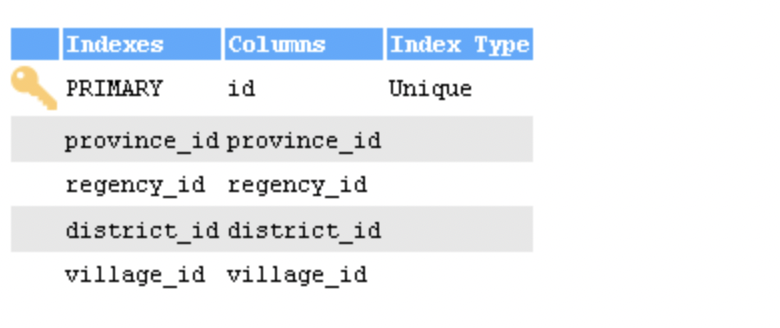 Indexes Columns Index Type
PRIMARY id Unique
province_id province_id
regency_id regency_id
district_id district_id
village_id village_id